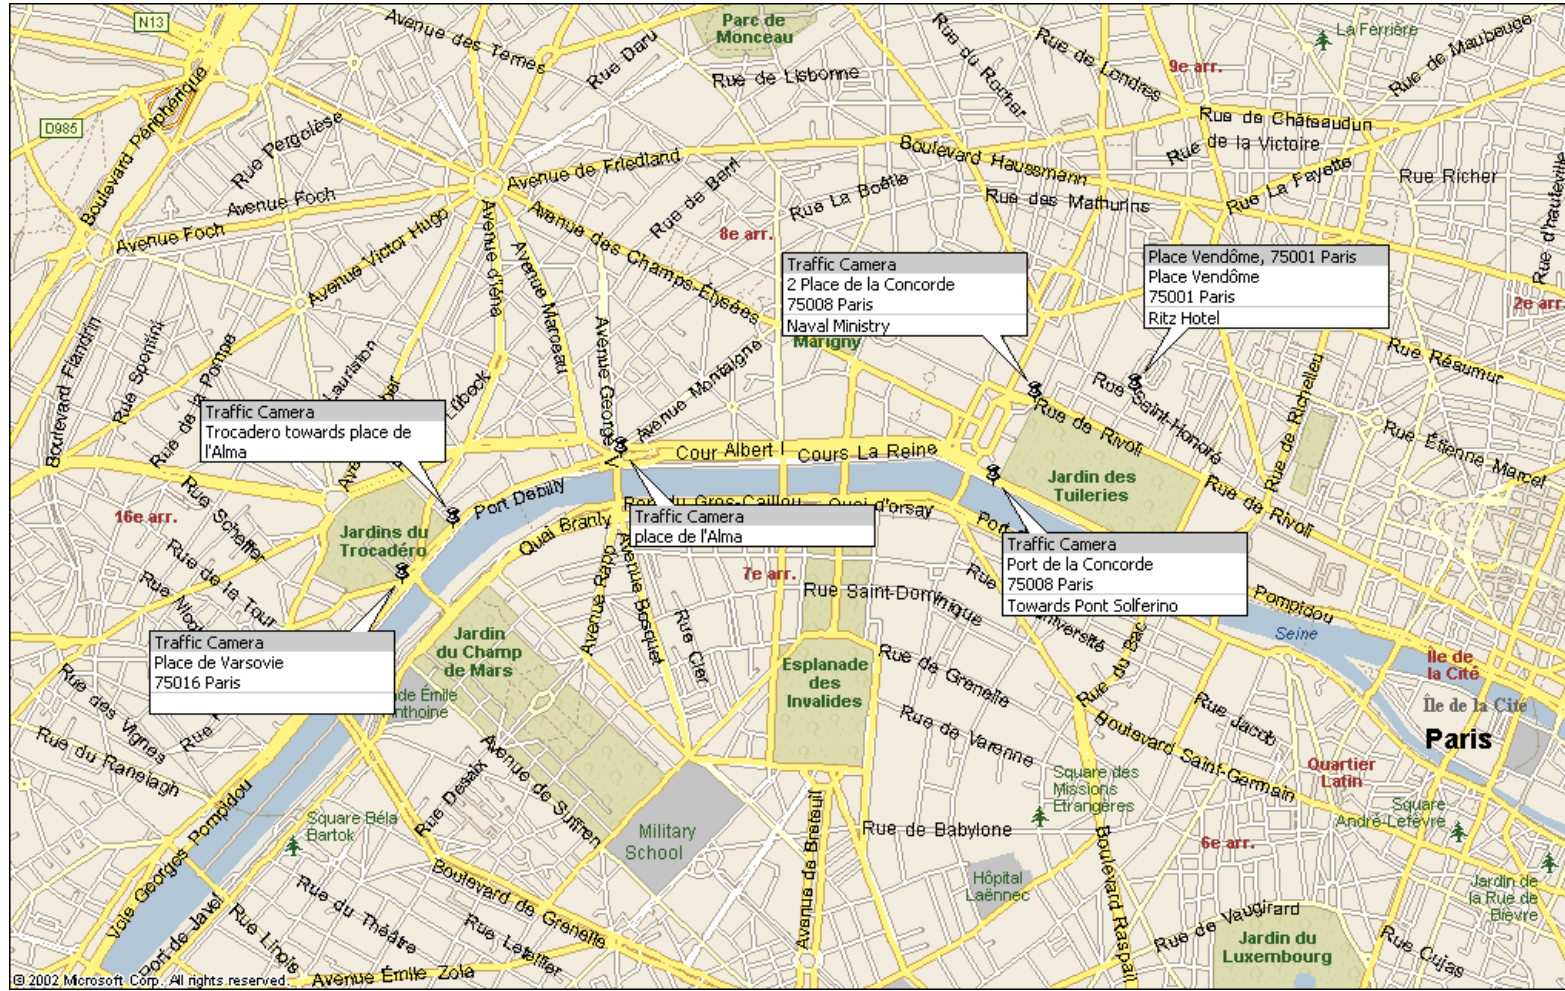 N13
Avenue des Ternes
Rue Daru
Parc de
Monceau
Rue de Lisbonne
Rue du Rocher
Rue de Londres
La Ferrière
9e arr.
Rue de Maubeuge
D985
Boulevard Périphérique
Rue Pergolèse
Avenue de Friedland
Boulevard Haussmann
Rue de Châteaudun
Rue de la Victoire
Rue La Fayette
Rue Richer
Rue d'hauteville
Avenue Foch
Avenue Foch
Avenue Victor Hugo
Avenue d'iéna
Avenue Marceau
Avenue des Champs-Élysées
Rue de Berri
Rue La Boëtie
Rue des Mathurins
8e arr.
2e arr.
Traffic Camera
2 Place de la Concorde
75008 Paris
Naval Ministry
Place Vendôme, 75001 Paris
Place Vendôme
75001 Paris
Ritz Hotel
Marigny
Boulevard Flandrin
Rue Spontini
Rue de la Pompe
Lauriston
Lübeck
Avenue George V
Avenue Montaigne
Rue Saint-Honoré
Rue de Rivoli
Rue de Richelieu
Rue Réaumur
Rue Étienne Marcel
Traffic Camera
Trocadero towards place de
l'Alma
Cour Albert I
Cours La Reine
Jardin des
Tuileries
Rue de Rivoli
16e arr.
Rue Scheffer
Jardins du
Trocadéro
Port Debilly
Quai Branly
Port du Gros-Caillou
Quai d'orsay
Traffic Camera
place de l'Alma
Port
Traffic Camera
Port de la Concorde
75008 Paris
Towards Pont Solferino
Rue de la Tour
7e arr.
Rue Saint-Dominique
Rue
université
Pompidou
Seine
Avenue Rapp
Avenue Bosquet
Rue Cler
Jardin
du Champ
de Mars
Traffic Camera
Place de Varsovie
75016 Paris
Esplanade
des
Invalides
Rue de Grenelle
Rue du Bac
Rue de Varenne
Rue Jacob
Boulevard Saint-Germain
Île de
la Cité
Île de la Cité
Paris
Quartier
Latin
Rue des Vignes
Rue du Ranelagh
Voie Georges Pompidou
Square Béla
Bartok
Rue Desaix
Avenue de Suffren
Military
School
Avenue de Breteuil
Rue de Babylone
Square des
Missions
Etrangères
Boulevard Raspail
6e arr.
Square
André-Lefèvre
Hôpital
Laënnec
Jardin de
la Rue de
Bièvre
Port de Javel
Rue Linois
Rue du Théâtre
Boulevard de Grenelle
Rue Letellier
Avenue Émile Zola
Rue de Vaugirard
Jardin du
Luxembourg
Rue Cujas
© 2002 Microsoft Corp. All rights reserved.